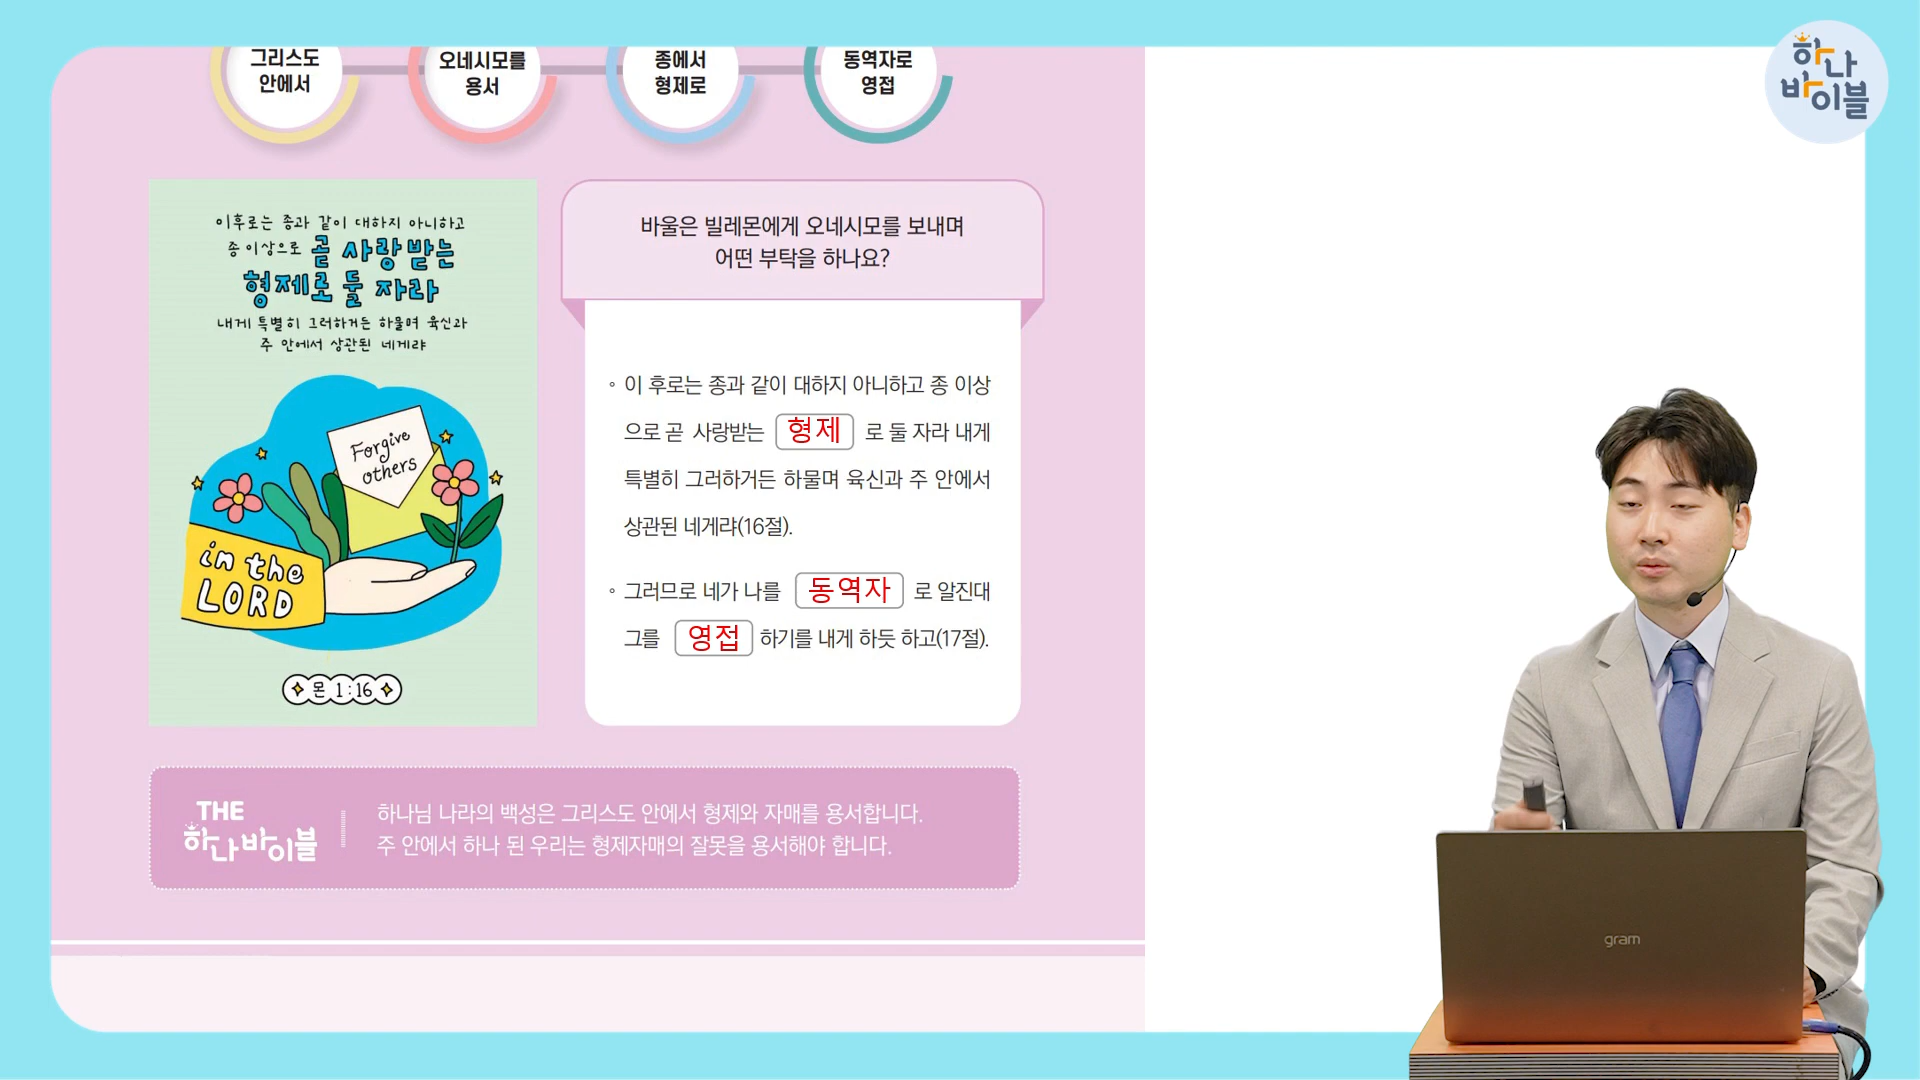 하나
바이블
그리스도
안에서
오네시모를
용서
종에서
형제로
동역자로
영접
이후로는 종과 같이 대하지 아니하고
종 이상으로 곧 사랑받는
형제로 둘 자라
내게 특별히 그러하거든 하물며 육신과
주 안에서 상관된 네게랴
Forgive
others
in the
LORD
몬 1:16
바울은 빌레몬에게 오네시모를 보내며
어떤 부탁을 하나요?
◦ 이 후로는 종과 같이 대하지 아니하고 종 이상
으로 곧 사랑받는 형제 로 둘 자라 내게
특별히 그러하거든 하물며 육신과 주 안에서
상관된 네게랴(16절).
◦ 그러므로 네가 나를 동역자 로 알진대
그를 영접 하기를 내게 하듯 하고(17절).
THE
하나바이블
하나님 나라의 백성은 그리스도 안에서 형제와 자매를 용서합니다.
주 안에서 하나 된 우리는 형제자매의 잘못을 용서해야 합니다.
gram